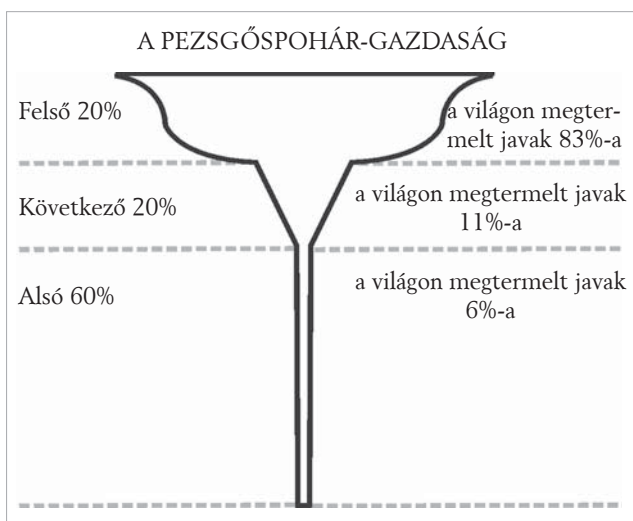 A PEZSGŐSPOHÁR-GAZDASÁG
Felső 20%
a világon megter-
melt javak 83%-a
Következő 20%
a világon megtermelt javak
11%-a
Alsó 60%
a világon megtermelt javak
6%-a